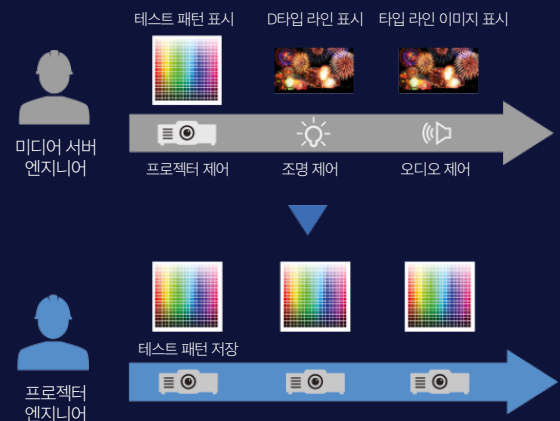 테스트 패턴 표시
D타입 라인 표시
타입 라인 이미지 표시
미디어 서버
엔지니어
프로젝터 제어
조명 제어
오디오 제어
테스트 패턴 저장
프로젝터
엔지니어